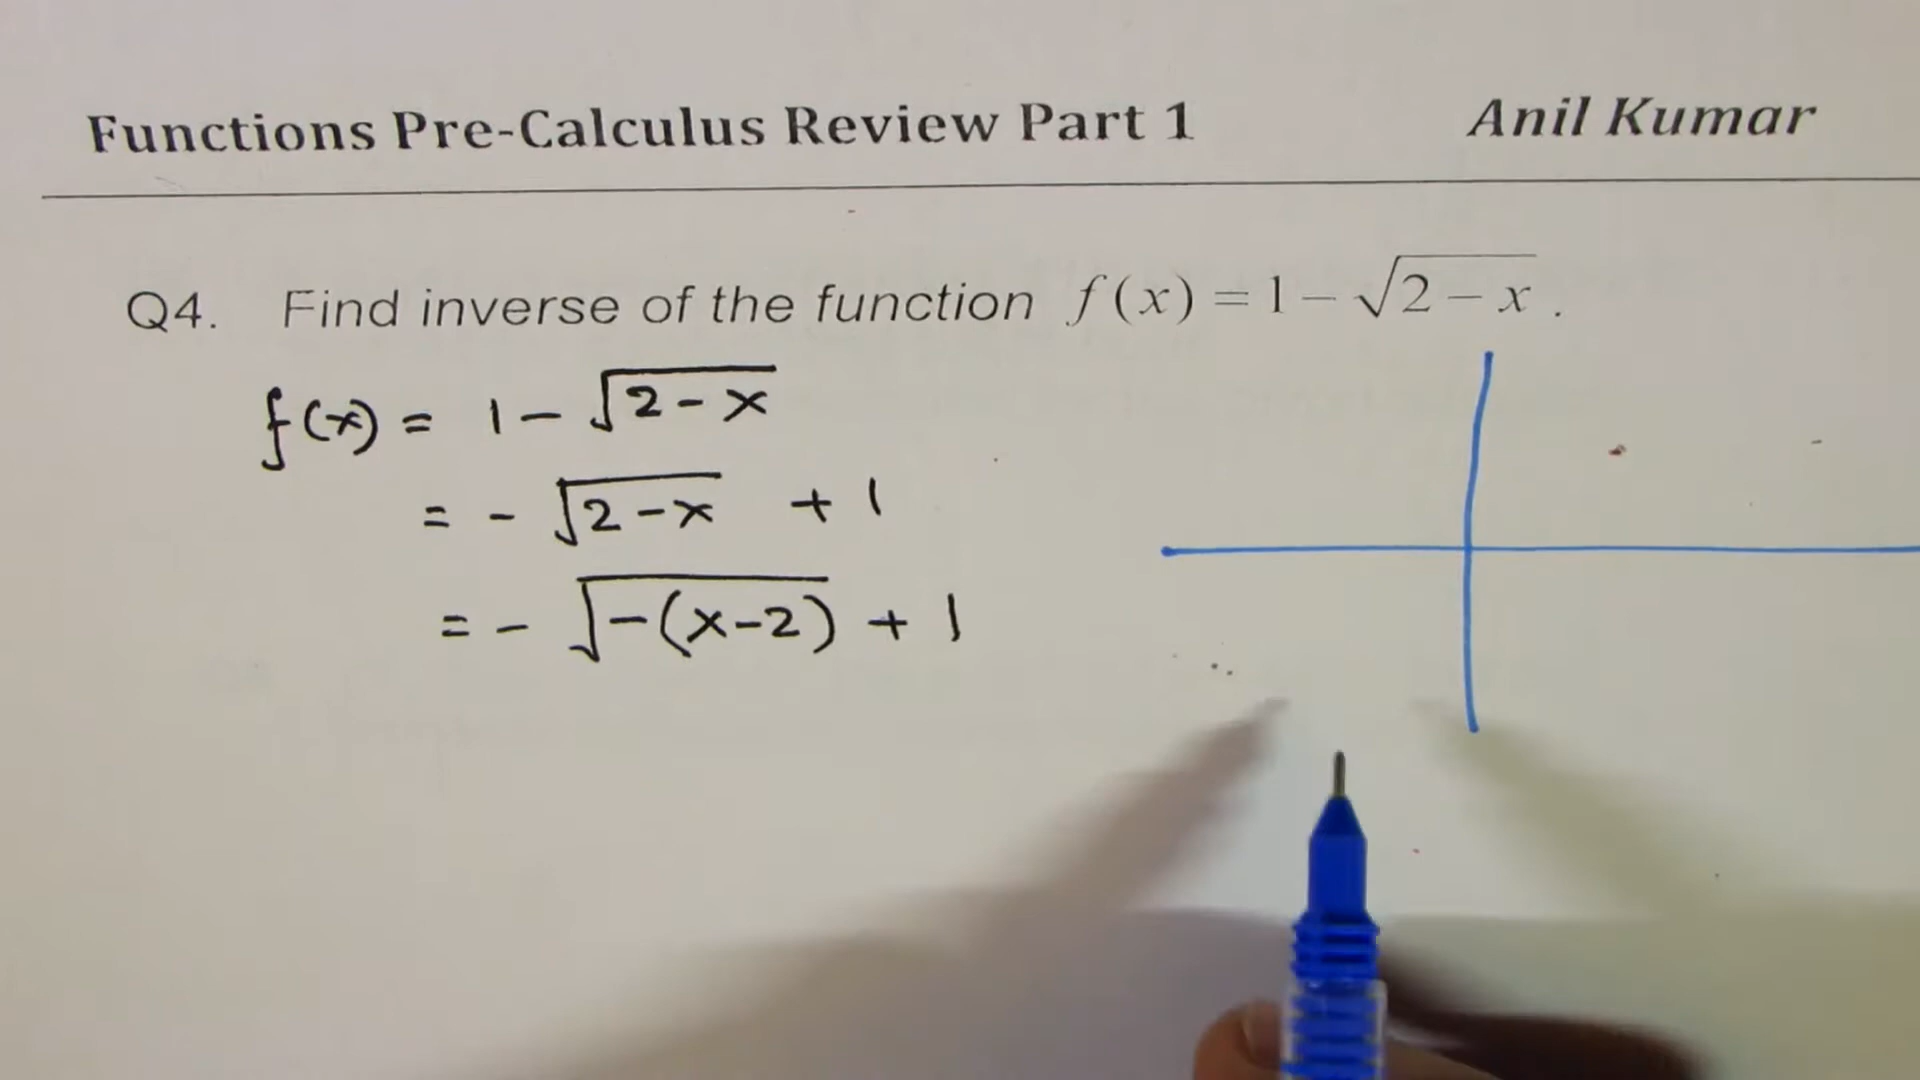 Functions Pre-Calculus Review Part 1 Anil Kumar
Q4. Find inverse of the function f(x) = 1 − √(2 − x) .
f(x) = 1 − √(2 − x)
= − √(2 − x) + 1
= − √(−(x − 2)) + 1